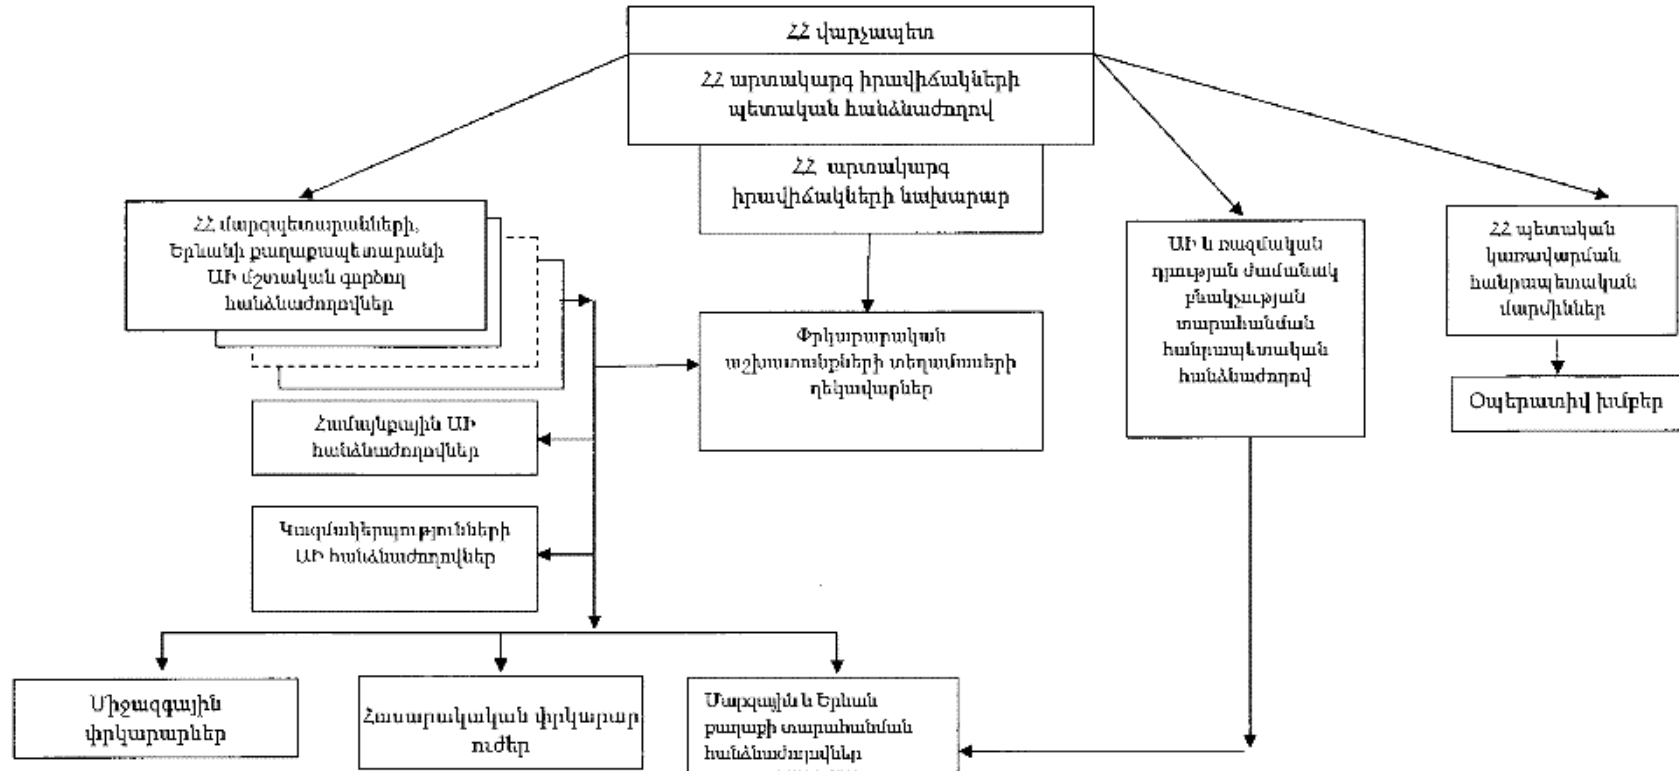 ՀՀ վարչապետ
ՀՀ արտակարգ իրավիճակների
պետական հանձնաժողով
ՀՀ արտակարգ
իրավիճակների նախարար
ՀՀ մարզպետարանների,
Երևանի քաղաքապետարանի
ԱԻ մշտական գործող
հանձնաժողովներ
ԱԻ և ռազմական
դրության ժամանակ
բնակչության
տարահանման
հանրապետական
հանձնաժողով
ՀՀ պետական
կառավարման
հանրապետական
մարմիններ
Փրկարարական
աշխատանքների տեղամասերի
ղեկավարներ
Օպերատիվ խմբեր
Համայնքային ԱԻ
հանձնաժողովներ
Կազմակերպությունների
ԱԻ հանձնաժողովներ
Միջազգային
փրկարարներ
Հասարակական փրկարար
ուժեր
Մարզային և Երևան
քաղաքի տարահանման
հանձնաժողովներ